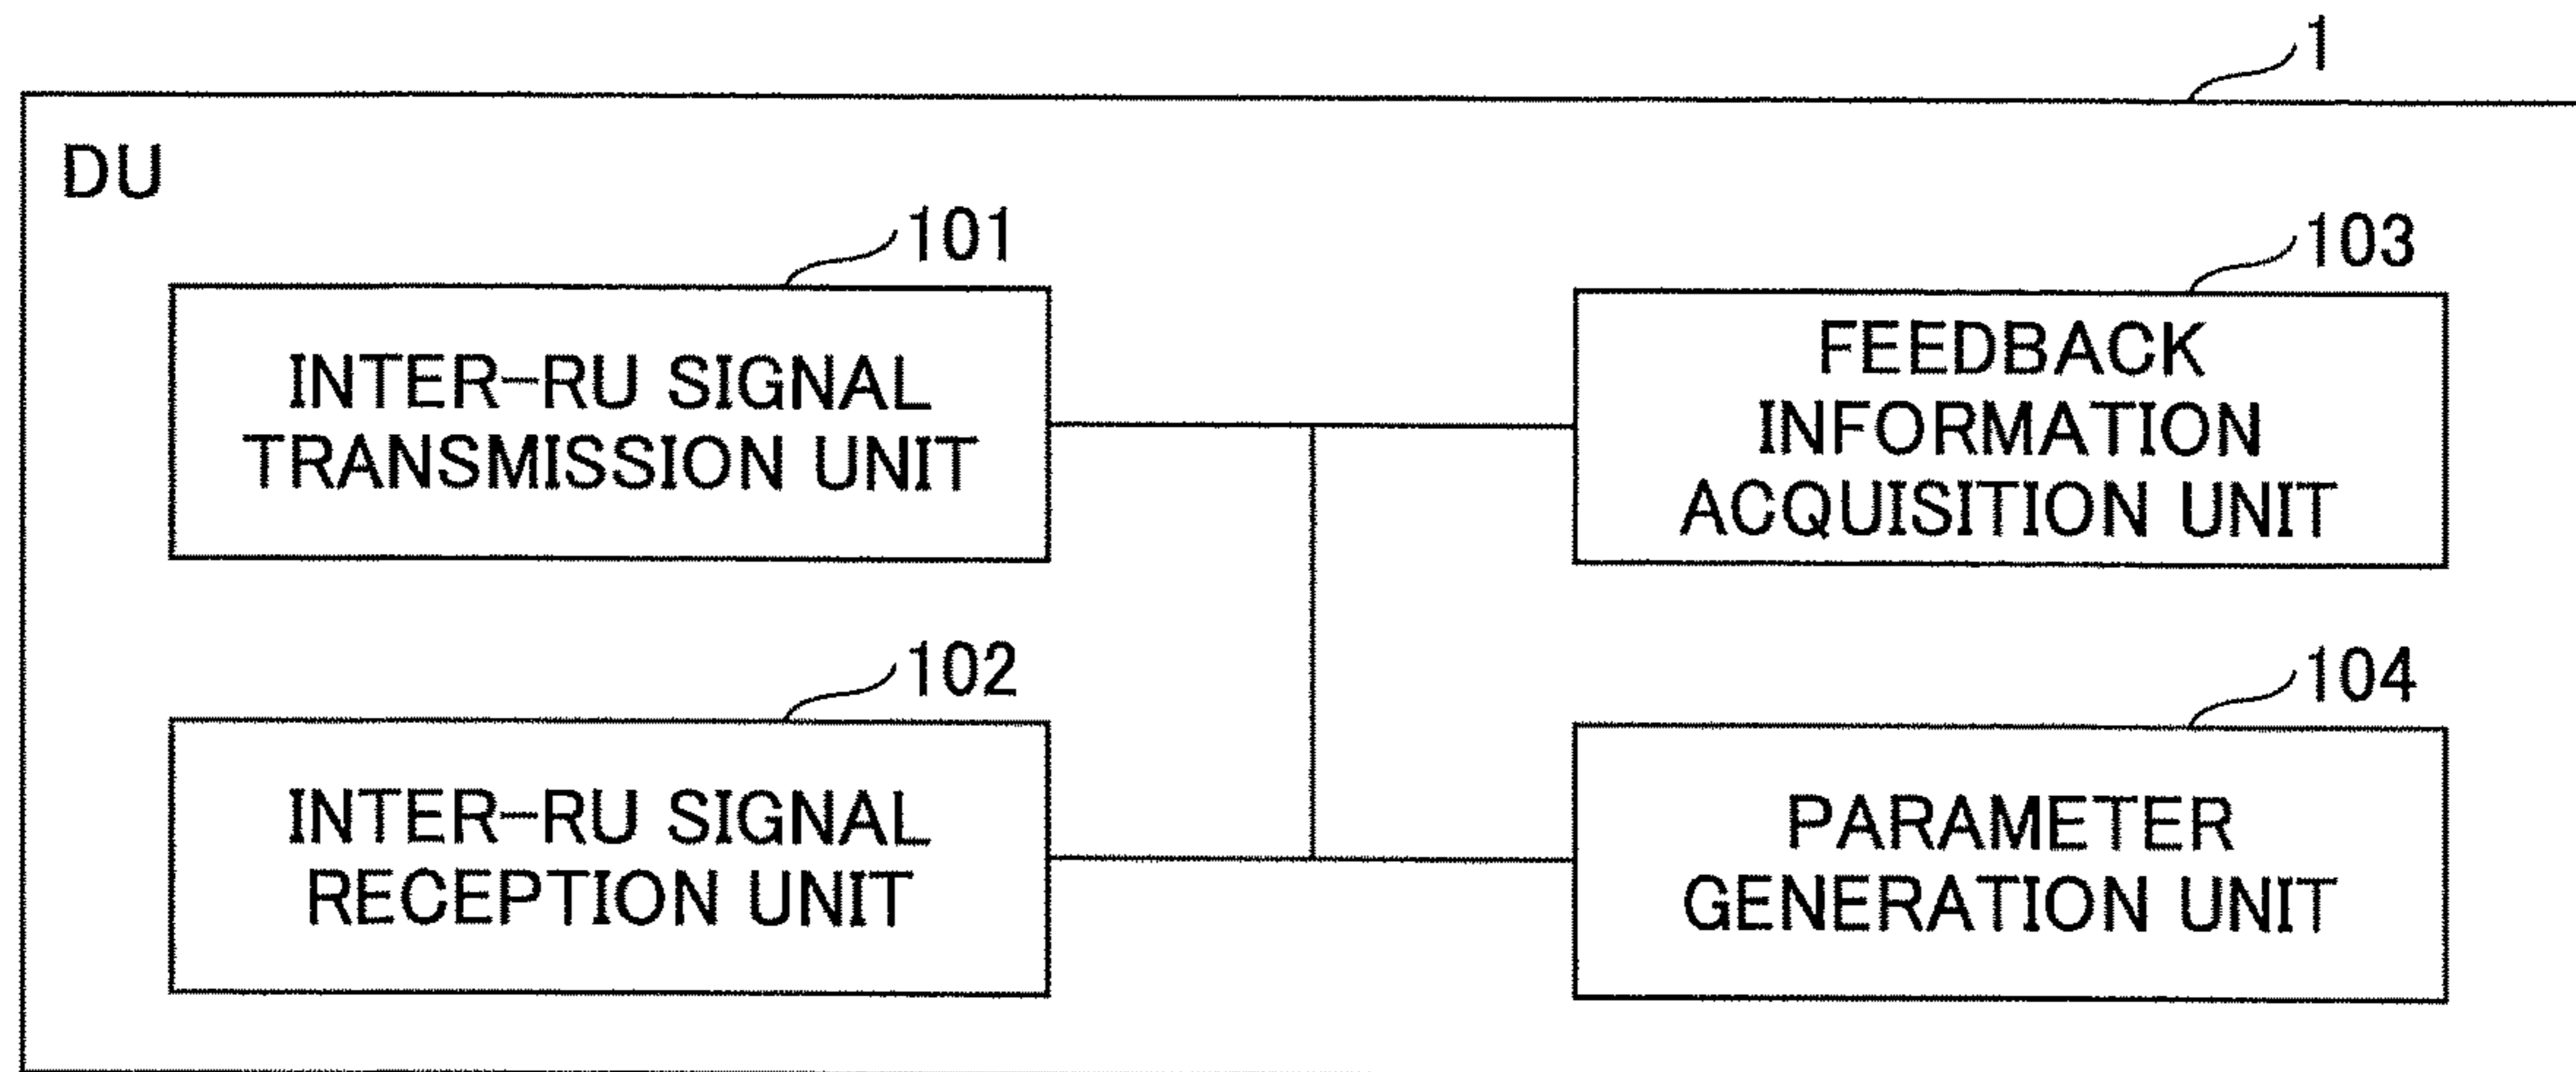 1
DU
101
INTER-RU SIGNAL
TRANSMISSION UNIT
103
FEEDBACK
INFORMATION
ACQUISITION UNIT
102
INTER-RU SIGNAL
RECEPTION UNIT
104
PARAMETER
GENERATION UNIT